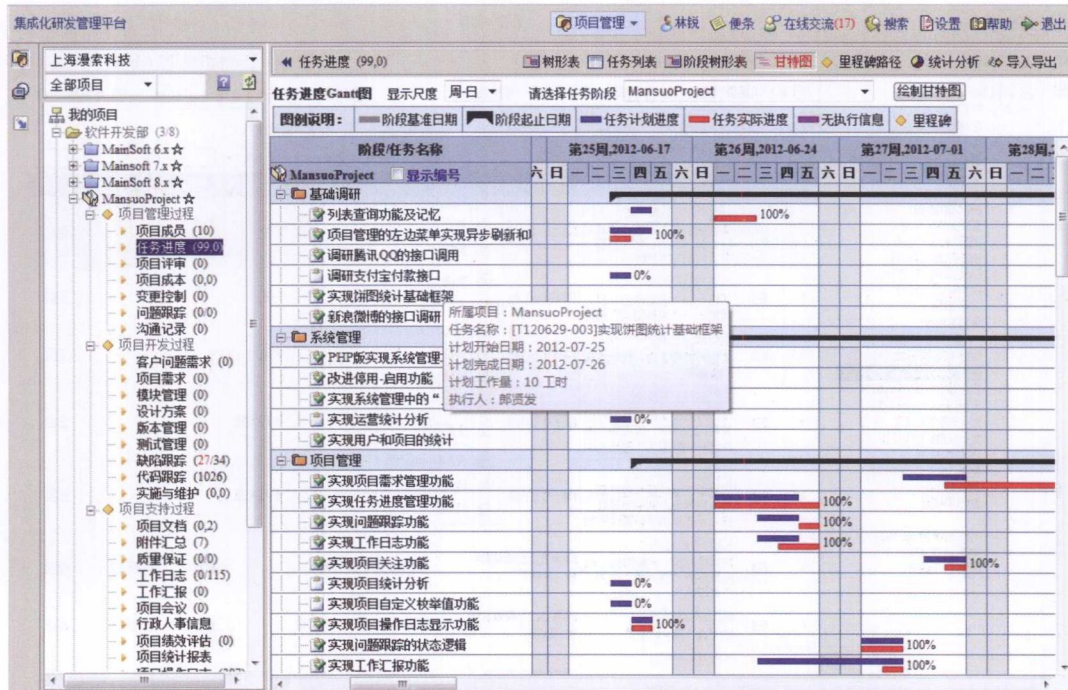 集成化研发管理平台
项目管理 林锐 便条 在线交流(17) 搜索 设置 帮助 退出
上海漫索科技
全部项目
我的项目
软件开发部 (3/8)
MainSoft 6.x ☆
Mainsoft 7.x ☆
MainSoft 8.x ☆
MansuoProject ☆
项目管理过程
项目成员 (10)
任务进度 (99,0)
项目评审 (0)
项目成本 (0,0)
变更控制 (0)
问题跟踪 (0/0)
沟通记录 (0)
项目开发过程
客户问题需求 (0)
项目需求 (0)
模块管理 (0)
设计方案 (0)
版本管理 (0)
测试管理 (0)
缺陷跟踪 (27/34)
代码跟踪 (1026)
实施与维护 (0,0)
项目支持过程
项目文档 (0,2)
附件汇总 (7)
质量保证 (0/0)
工作日志 (0/115)
工作汇报 (0)
项目会议 (0)
行政人事信息
项目绩效评估 (0)
项目统计报表
任务进度 (99,0) 树形表 任务列表 阶段树形表 甘特图 里程碑路径 统计分析 导入导出
任务进度Gantt图 显示尺度 周-日 请选择任务阶段 MansuoProject 绘制甘特图
图例说明： 阶段基准日期 阶段起止日期 任务计划进度 任务实际进度 无执行信息 里程碑
阶段/任务名称 第25周,2012-06-17 第26周,2012-06-24 第27周,2012-07-01 第28周,
MansuoProject 显示编号 六 日 一 二 三 四 五 六 日 一 二 三 四 五 六 日 一 二 三 四 五 六 日 一 二
基础调研
列表查询功能及记忆 100%
项目管理的左边菜单实现异步刷新和 100%
调研腾讯QQ的接口调用
调研支付宝付款接口 0%
实现饼图统计基础框架
新浪微博的接口调研
所属项目：MansuoProject
任务名称：[T120629-003]实现饼图统计基础框架
计划开始日期：2012-07-25
计划完成日期：2012-07-26
计划工作量：10 工时
执行人：郎贤发
系统管理
PHP版实现系统管理
改进停用-启用功能
实现系统管理中的“
实现运营统计分析 0%
实现用户和项目的统计
项目管理
实现项目需求管理功能
实现任务进度管理功能 100%
实现问题跟踪功能 100%
实现工作日志功能 100%
实现项目关注功能 100%
实现项目统计分析 0%
实现项目自定义枚举值功能 0%
实现项目操作日志显示功能 100%
实现问题跟踪的状态逻辑 100%
实现工作汇报功能 100%